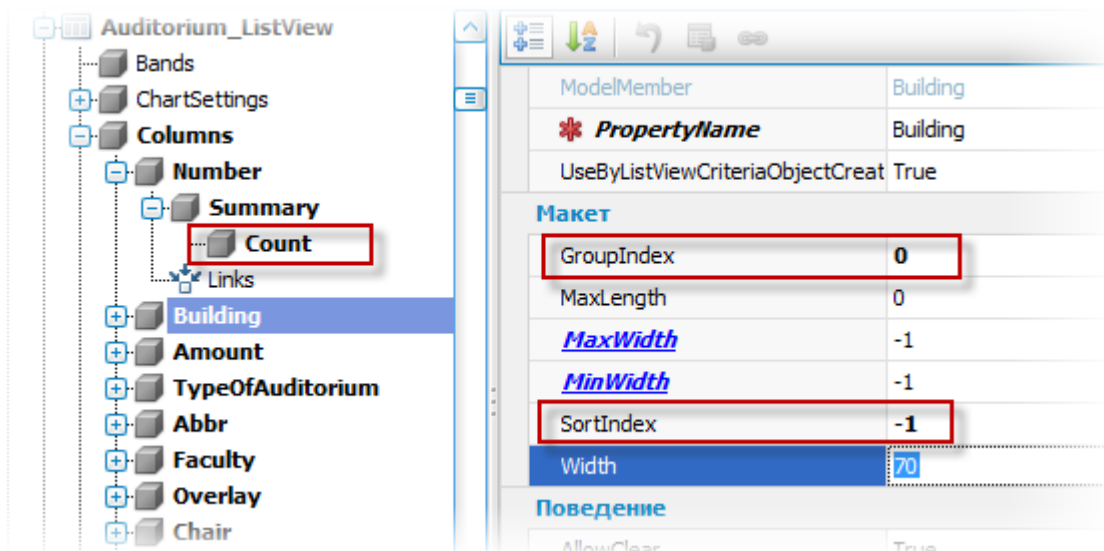 Auditorium_ListView
Bands
ChartSettings
Columns
Number
Summary
Count
Links
Building
Amount
TypeOfAuditorium
Abbr
Faculty
Overlay
Chair
ModelMember Building
PropertyName Building
UseByListViewCriteriaObjectCreat True
Макет
GroupIndex 0
MaxLength 0
MaxWidth -1
MinWidth -1
SortIndex -1
Width 70
Поведение
AllowClear True